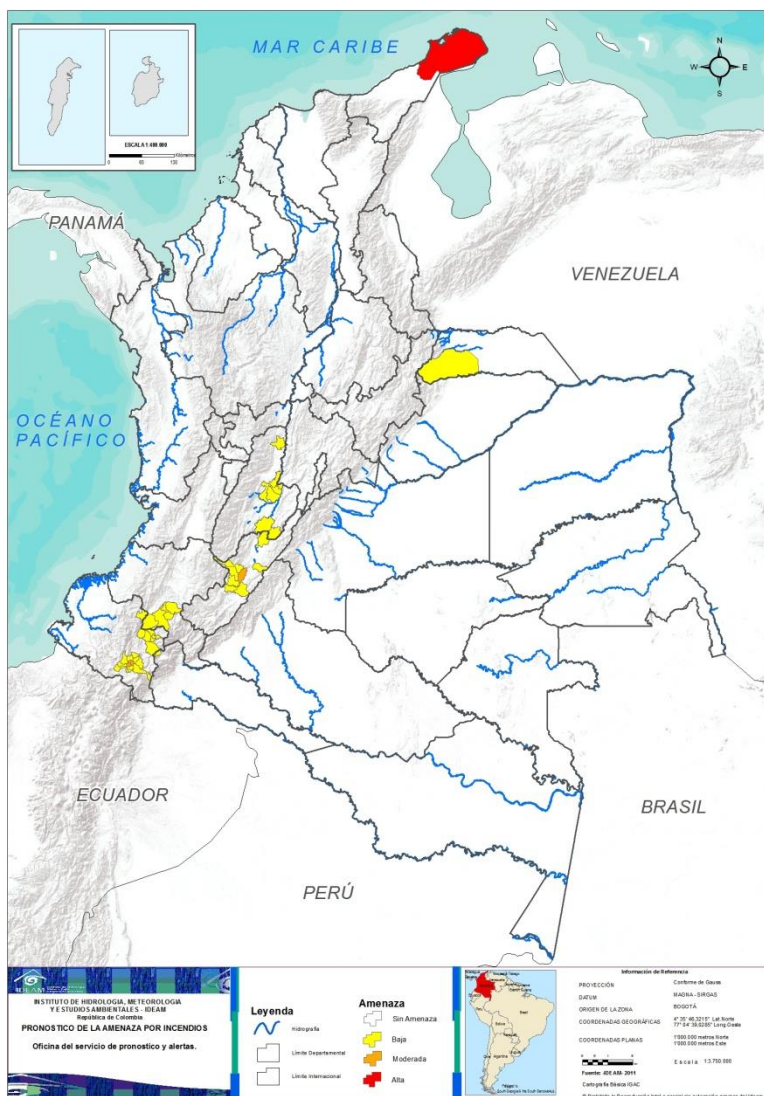 MAR CARIBE
N
W
E
S
ESCALA 1:400.000
PANAMÁ
VENEZUELA
OCÉANO
PACÍFICO
ECUADOR
PERÚ
BRASIL
IDEAM
INSTITUTO DE HIDROLOGÍA, METEOROLOGIA
Y ESTUDIOS AMBIENTALES - IDEAM
República de Colombia
PRONOSTICO DE LA AMENAZA POR INCENDIOS
Oficina del servicio de pronostico y alertas.
Leyenda
Hidrografía
Límite Departamental
Límite Internacional
Amenaza
Sin Amenaza
Baja
Moderada
Alta
Información de Referencia
PROYECCIÓN Conforme de Gauss
DATUM MAGNA - SIRGAS
ORIGEN DE LA ZONA BOGOTÁ
COORDENADAS GEOGRÁFICAS
COORDENADAS PLANAS 1'000.000 metros Norte
1'000.000 metros Este
Escala 1:3.750.000
Fuente: IDEAM- 2011
Cartografía Básica IGAC